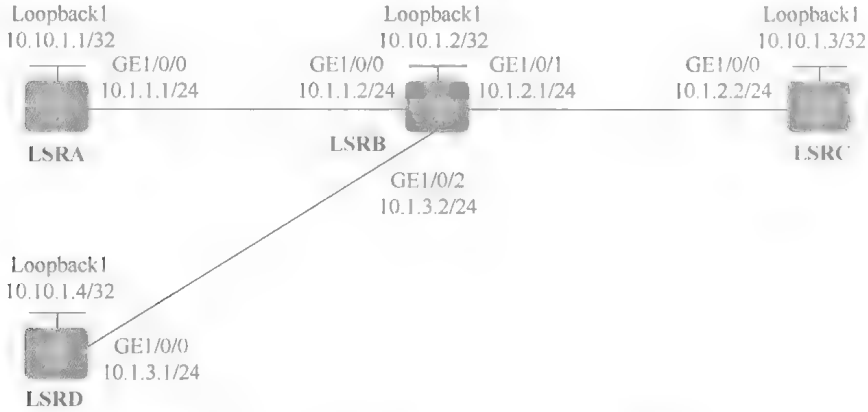 Loopback1
10.10.1.1/32
Loopback1
10.10.1.2/32
Loopback1
10.10.1.3/32
GE1/0/0
10.1.1.1/24
GE1/0/0
10.1.1.2/24
GE1/0/1
10.1.2.1/24
GE1/0/0
10.1.2.2/24
LSRA
LSRB
LSRC
GE1/0/2
10.1.3.2/24
Loopback1
10.10.1.4/32
GE1/0/0
10.1.3.1/24
LSRD